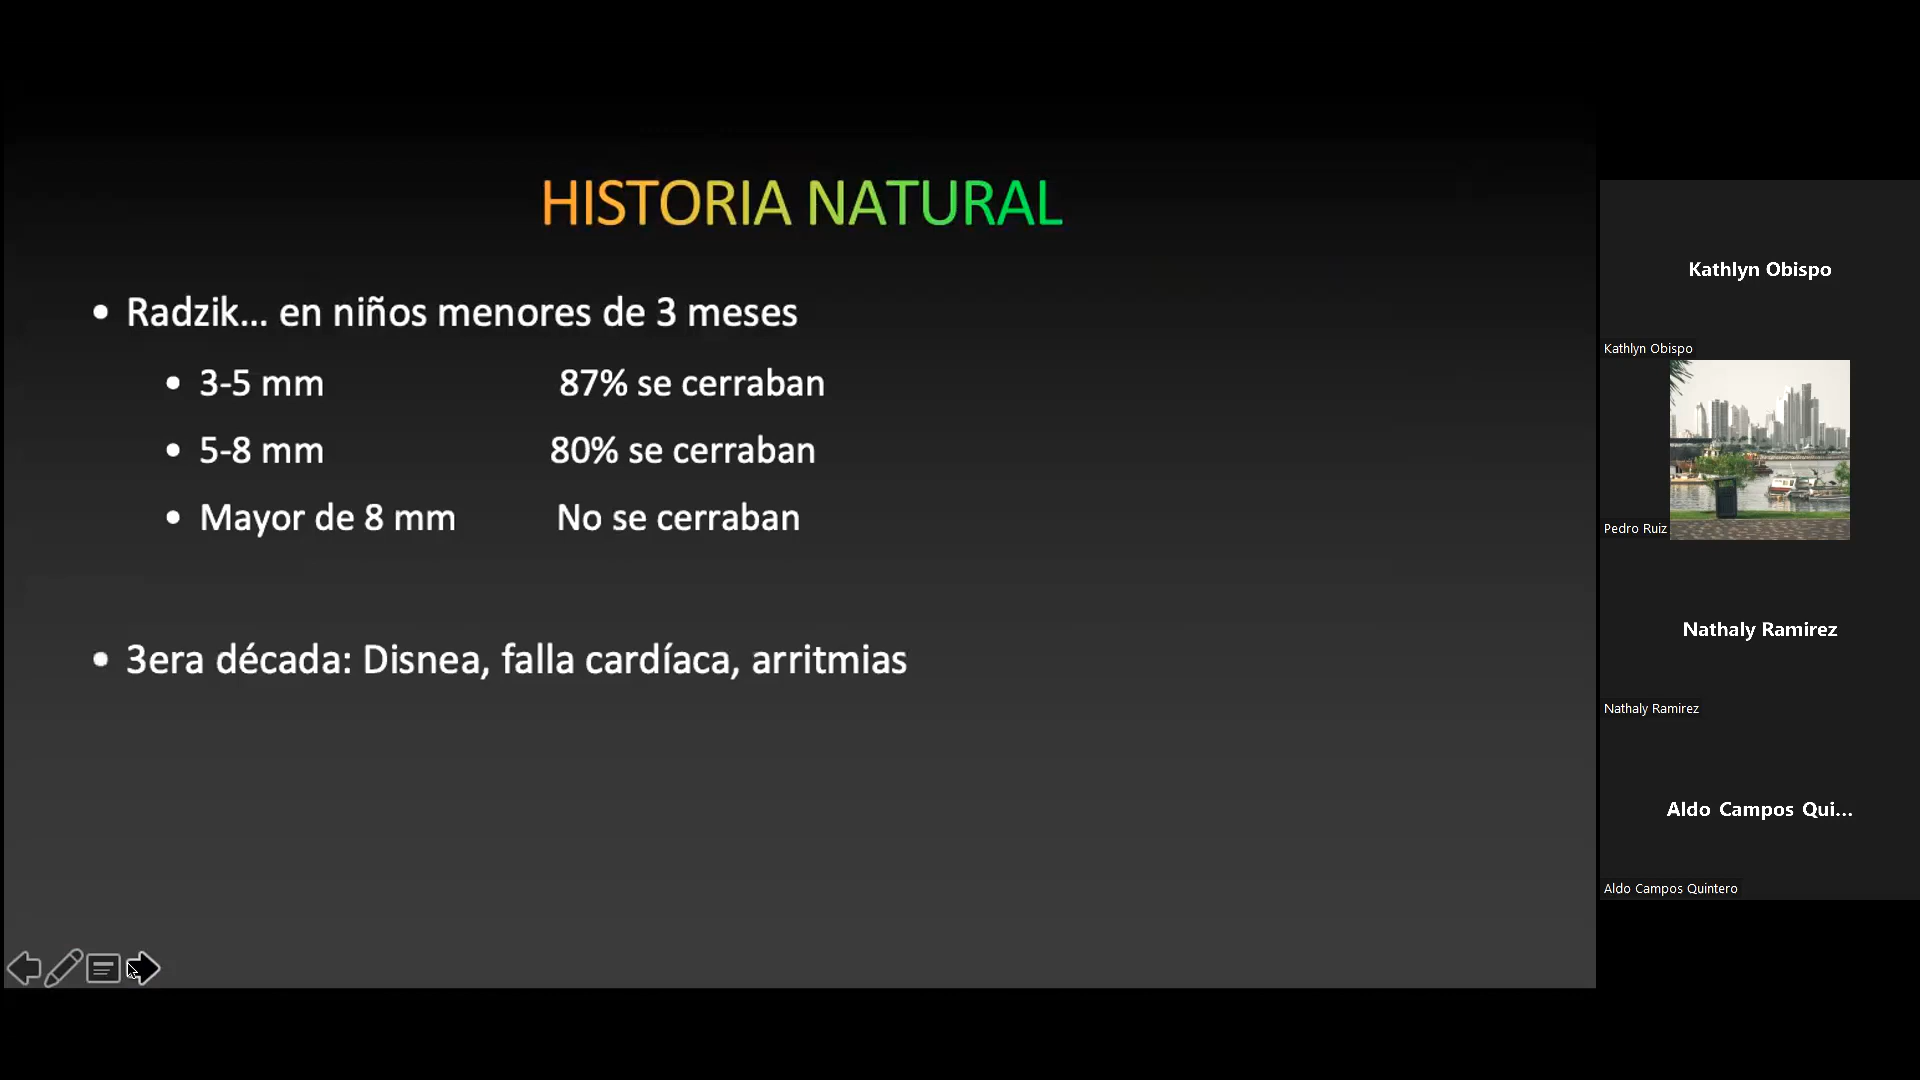 HISTORIA NATURAL
• Radzik... en niños menores de 3 meses
• 3-5 mm 87% se cerraban
• 5-8 mm 80% se cerraban
• Mayor de 8 mm No se cerraban
• 3era década: Disnea, falla cardíaca, arritmias
Kathlyn Obispo
Kathlyn Obispo
Pedro Ruiz
Nathaly Ramirez
Nathaly Ramirez
Aldo Campos Qui...
Aldo Campos Quintero